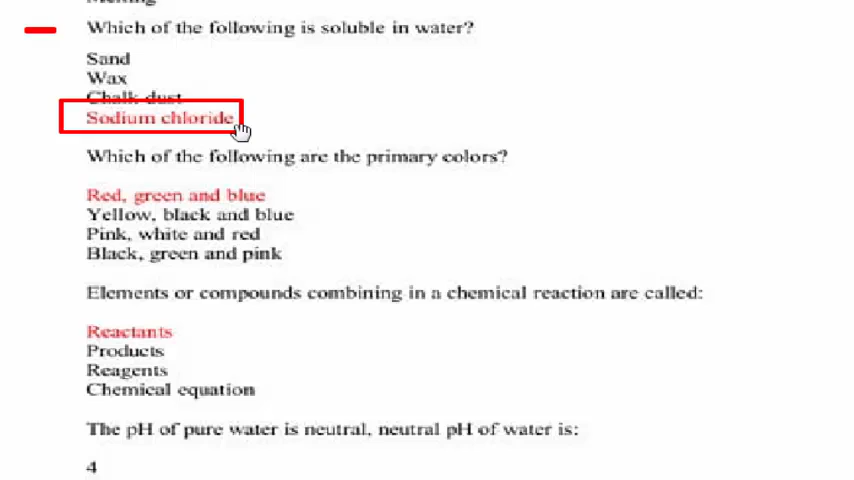 Melting
Which of the following is soluble in water?
Sand
Wax
Chalk dust
Sodium chloride
Which of the following are the primary colors?
Red, green and blue
Yellow, black and blue
Pink, white and red
Black, green and pink
Elements or compounds combining in a chemical reaction are called:
Reactants
Products
Reagents
Chemical equation
The pH of pure water is neutral, neutral pH of water is:
4